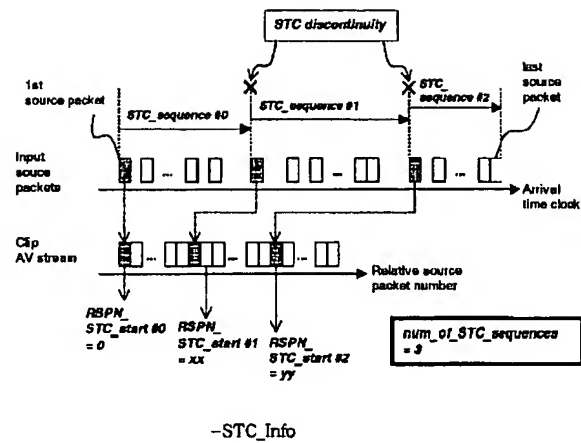 STC discontinuity
1st
source packet
STC_sequence #0
STC_sequence #1
STC_
sequence #2
last
source
packet
Input
souce
packets
...
...
...
...
Arrival
time clock
Clip
AV stream
...
...
...
Relative source
packet number
RSPN_
STC_start #0
= 0
RSPN_
STC_start #1
= xx
RSPN_
STC_start #2
= yy
num_of_STC_sequences
= 3
–STC_Info